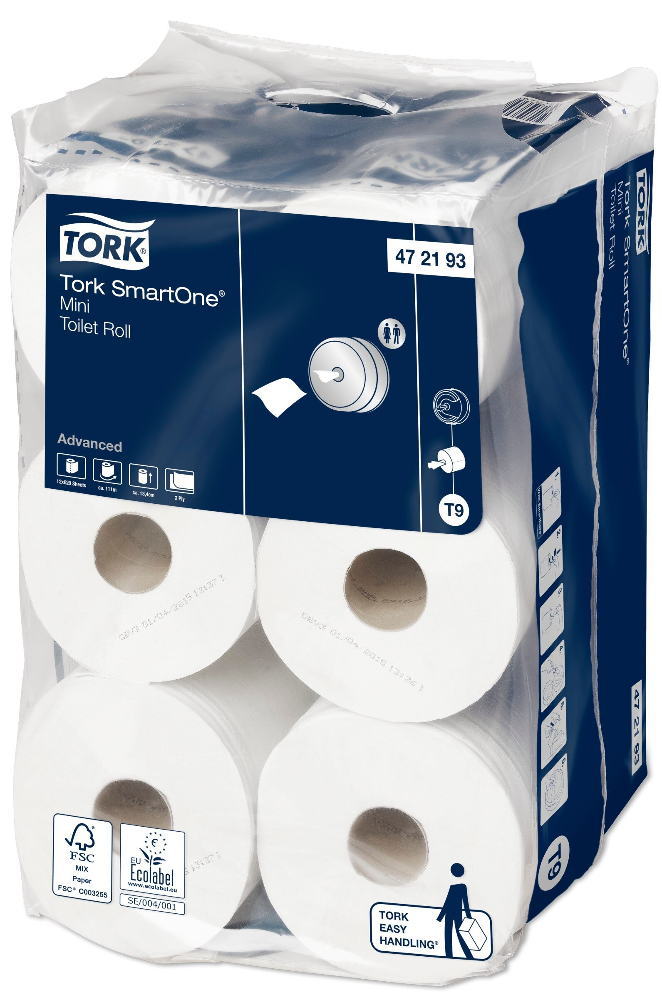 TORK®
Tork SmartOne®
Mini
Toilet Roll
47 21 93
Advanced
12x620 Sheets
ca. 111m
ca. 13,4cm
2 Ply
T9
GBY3 01/04/2015 13:37 I
GBY3 01/04/2015 13:36 I
13:37 I
FSC®
MIX
Paper
FSC® C003255
EU
Ecolabel
www.ecolabel.eu
SE/004/001
TORK
EASY
HANDLING®
TORK®
Tork SmartOne®
Mini
Toilet Roll
1.
With SmartCore
2.
3.
4.
5.
6.
T9
47 21 93